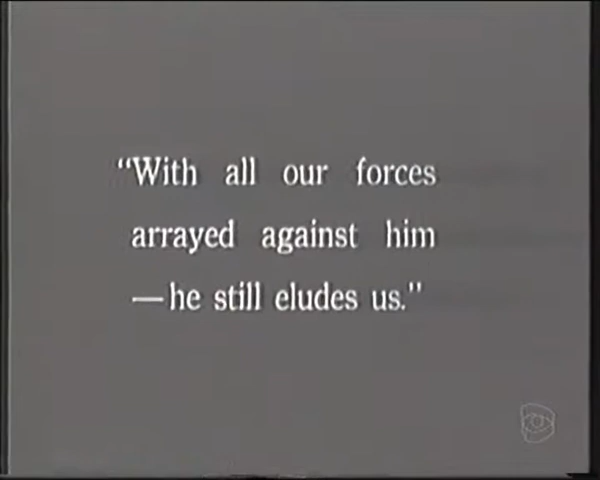 “With all our forces
arrayed against him
—he still eludes us."